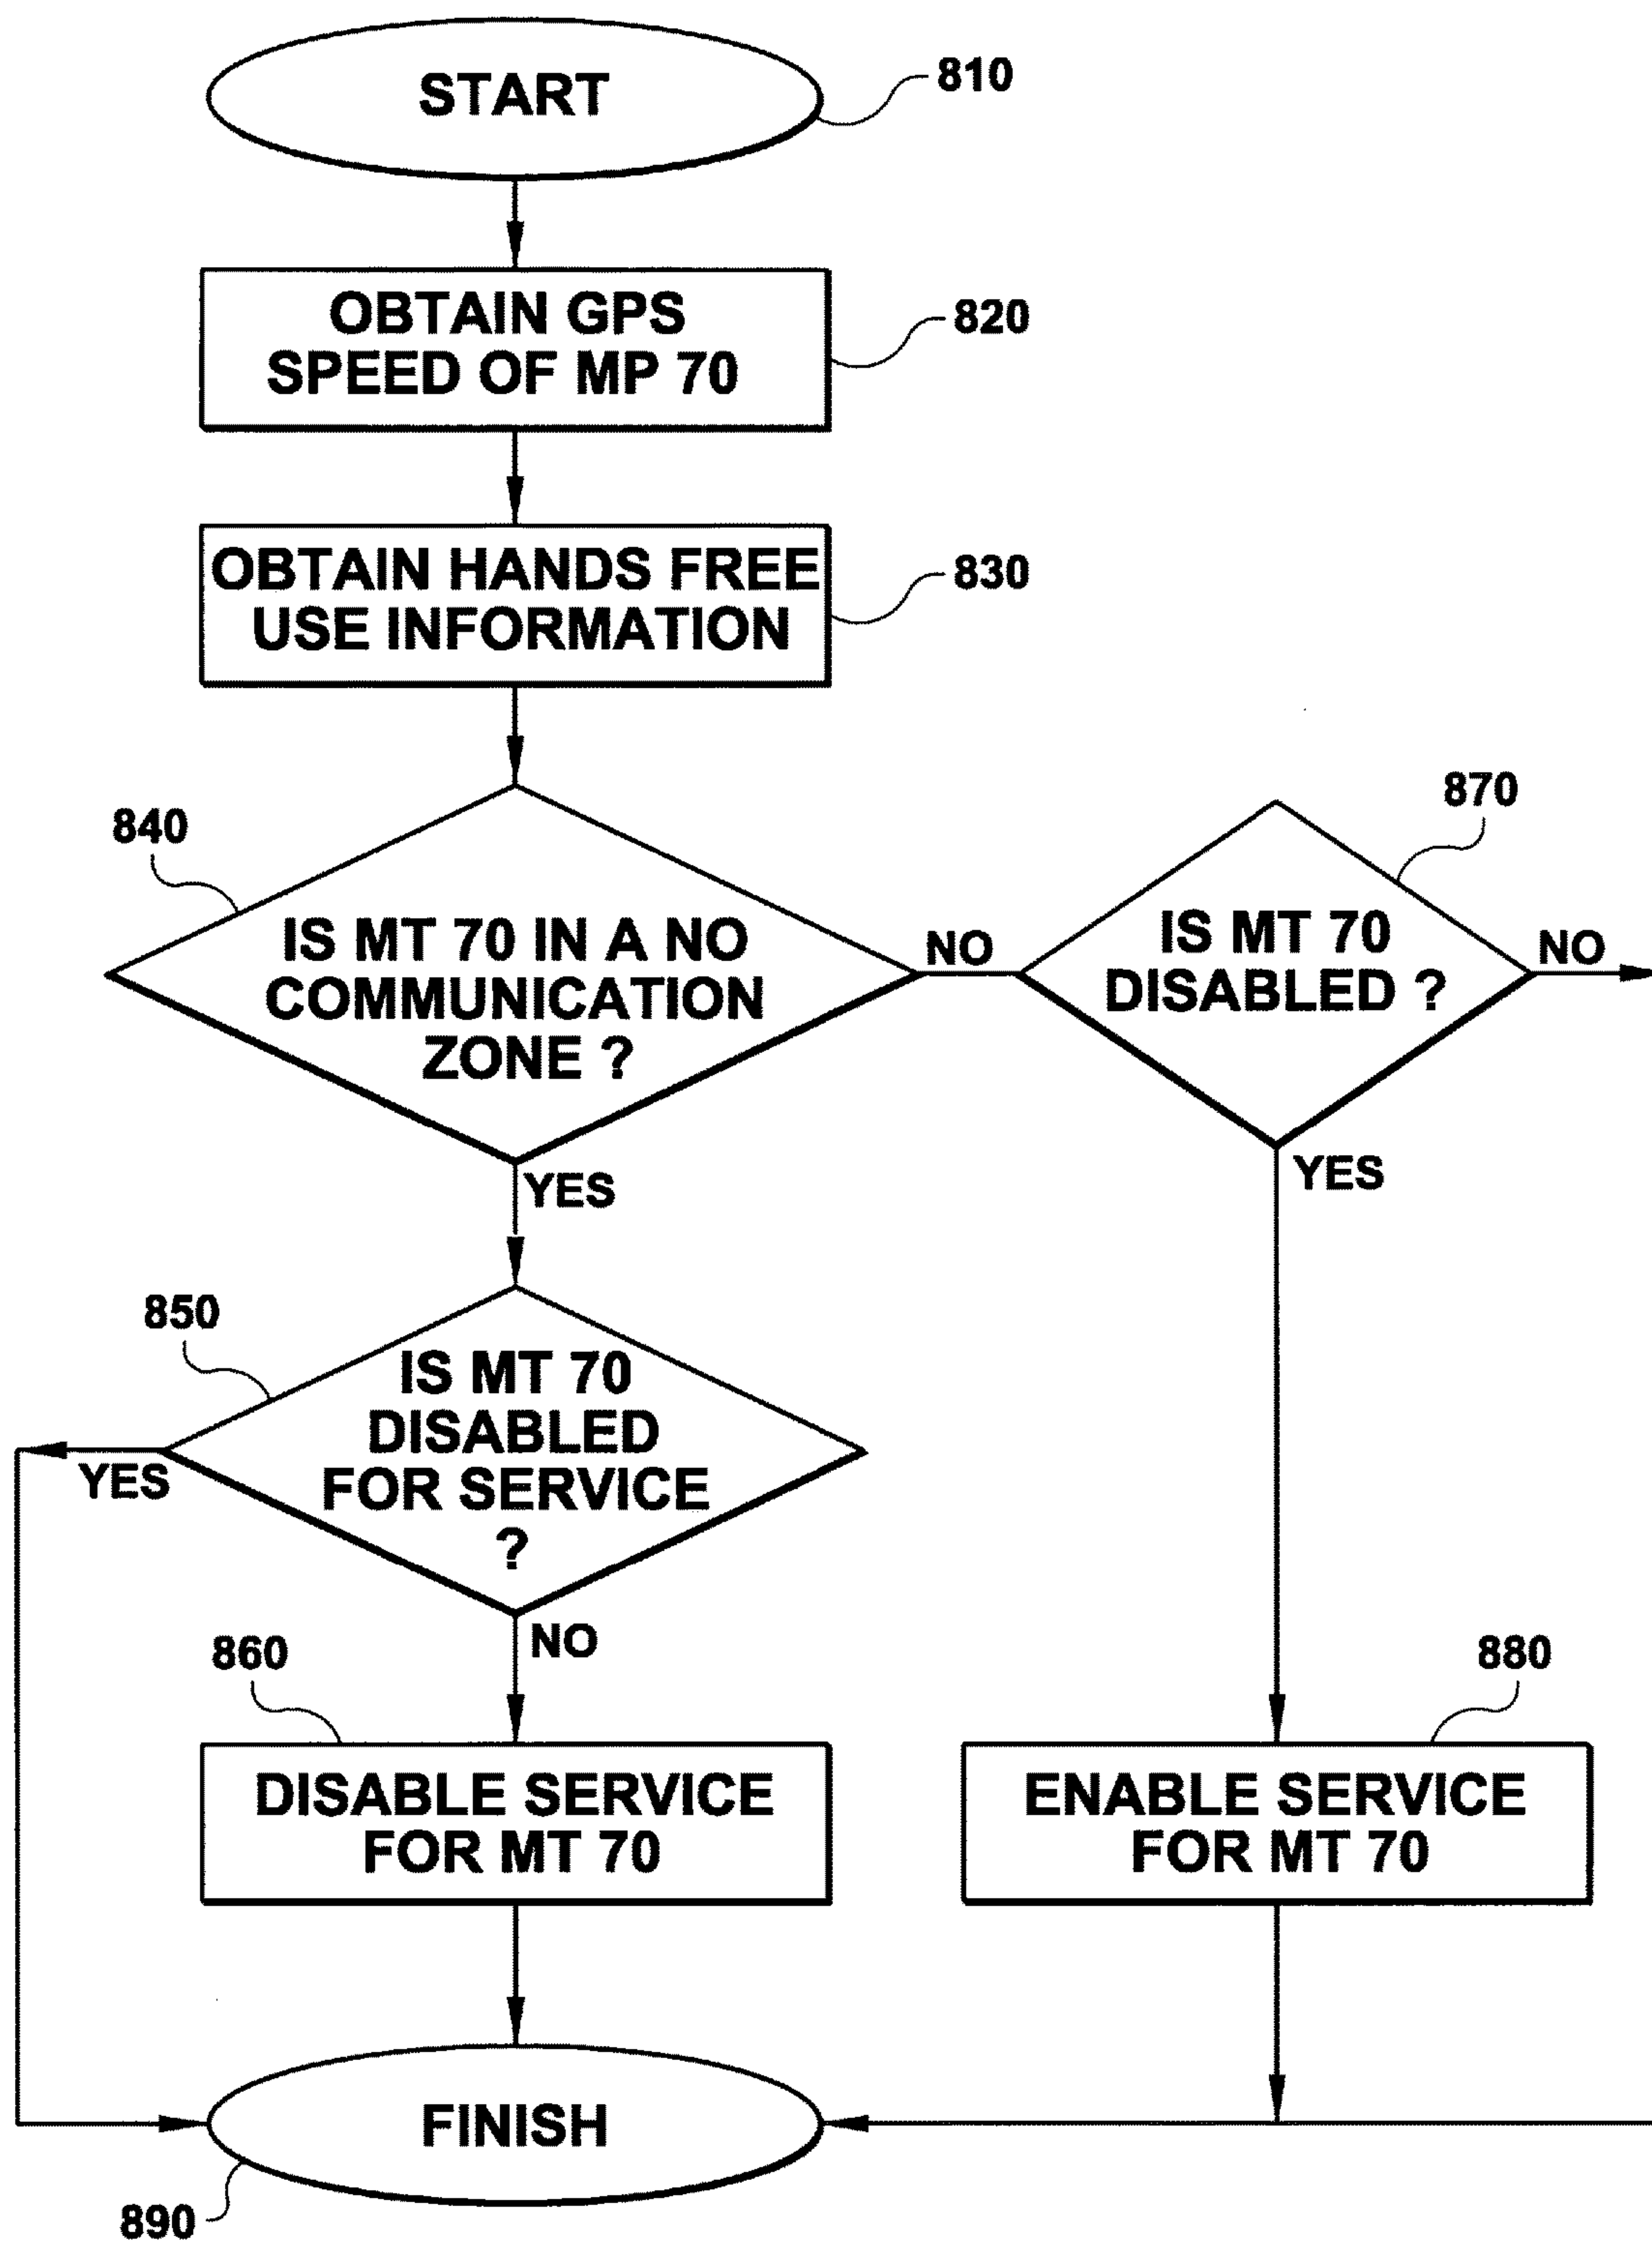 START
810
OBTAIN GPS
SPEED OF MP 70
820
OBTAIN HANDS FREE
USE INFORMATION
830
840
IS MT 70 IN A NO
COMMUNICATION
ZONE ?
NO
YES
870
IS MT 70
DISABLED ?
NO
YES
850
IS MT 70
DISABLED
FOR SERVICE
?
YES
NO
860
DISABLE SERVICE
FOR MT 70
880
ENABLE SERVICE
FOR MT 70
FINISH
890